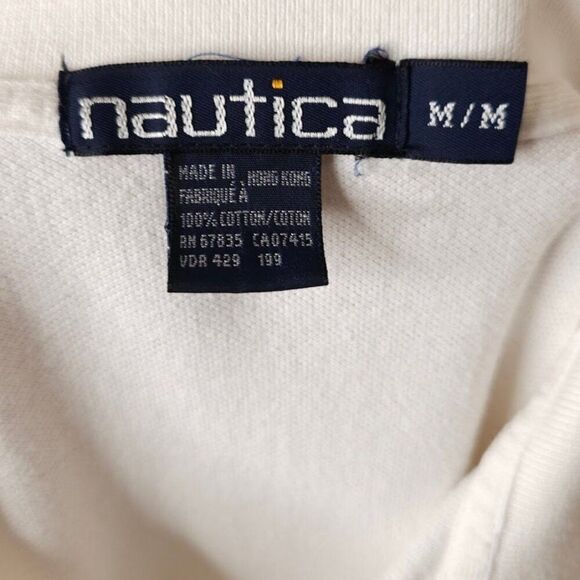 nautica
M/M
MADE IN HONG KONG
FABRIQUÉ À
100% COTTON/COTON
RN 67835 CA07415
VDR 429 199